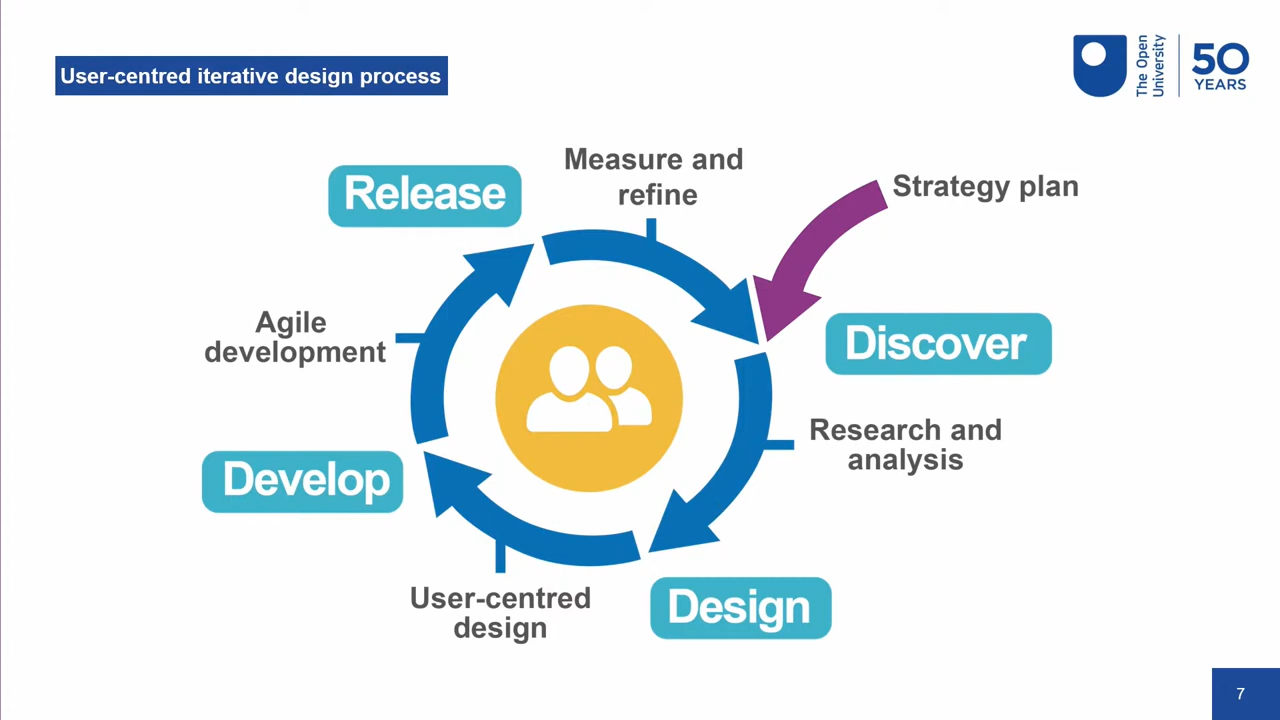 User-centred iterative design process
The Open
University
50
YEARS
Measure and
refine
Release
Strategy plan
Agile
development
Discover
Research and
analysis
Develop
User-centred
design
Design
7